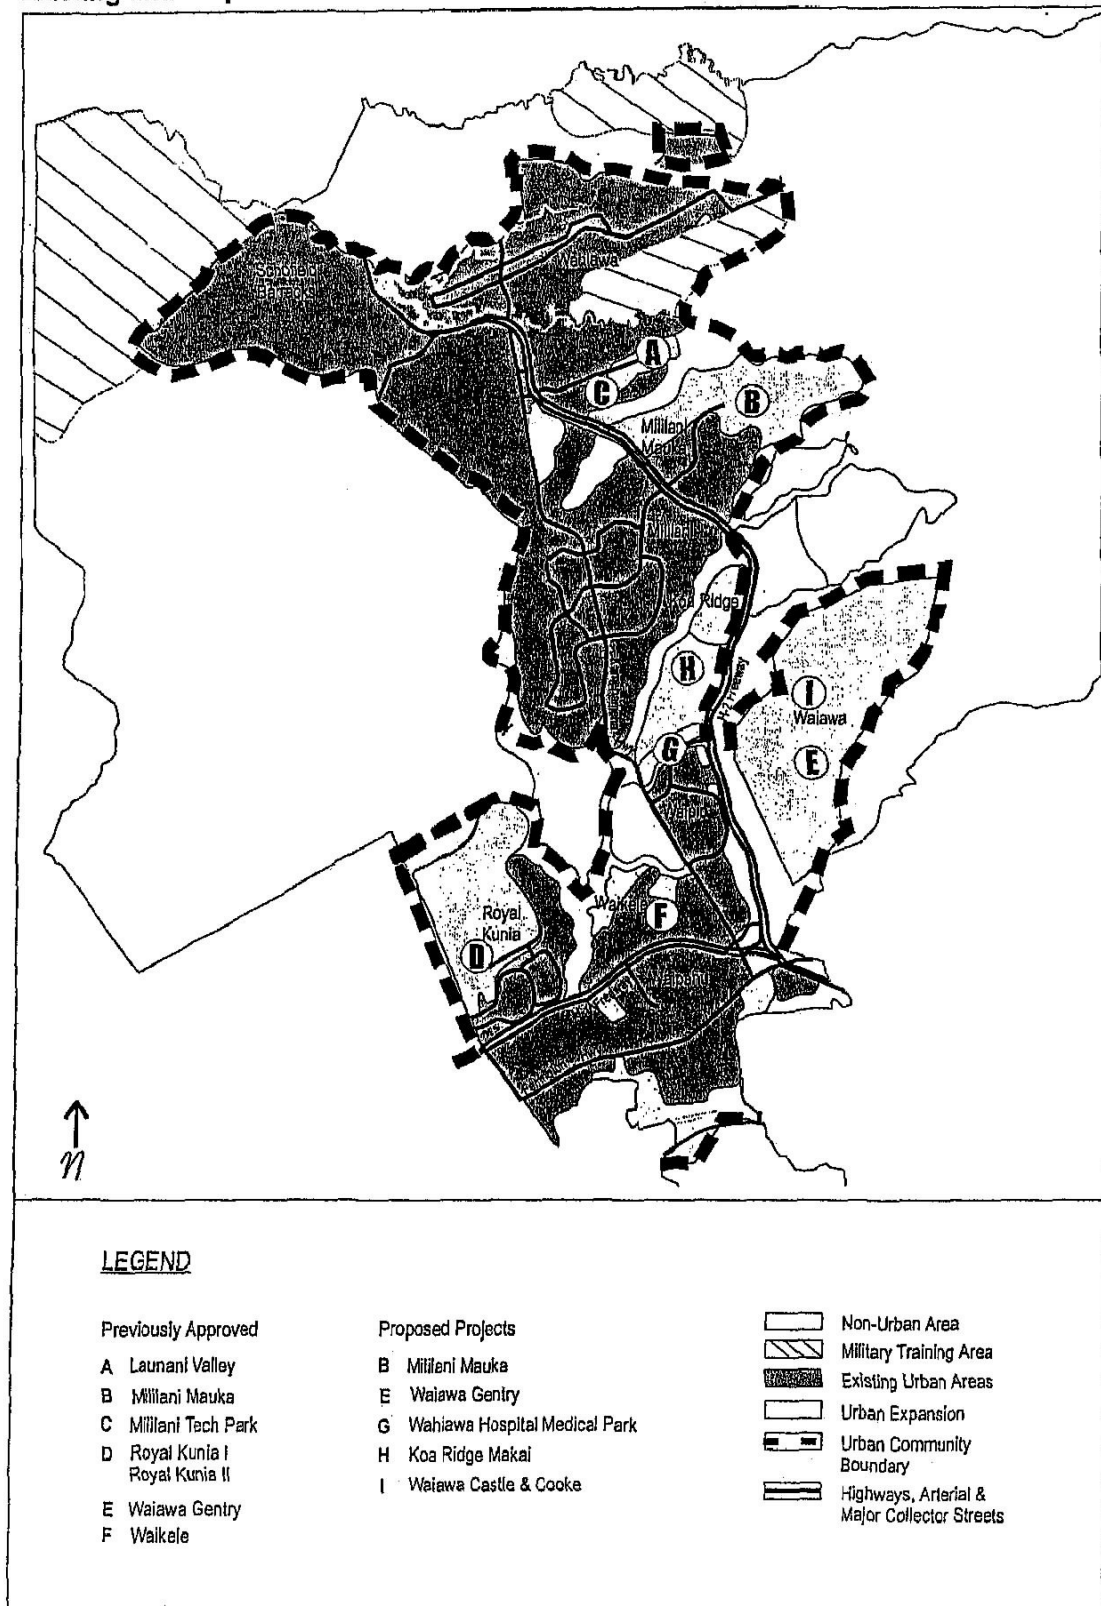 Schofield
Barracks
Wahiawa
A
C
B
Mililani
Mauka
Mililani
Koa Ridge
H
H-2 Freeway
I
Waiawa
G
E
Waipio
Royal
Kunia
Waikele
F
D
Waipahu
N
LEGEND
Previously Approved
A Launani Valley
B Mililani Mauka
C Mililani Tech Park
D Royal Kunia I
Royal Kunia II
E Waiawa Gentry
F Waikele
Proposed Projects
B Mililani Mauka
E Waiawa Gentry
G Wahiawa Hospital Medical Park
H Koa Ridge Makai
I Waiawa Castle & Cooke
Non-Urban Area
Military Training Area
Existing Urban Areas
Urban Expansion
Urban Community
Boundary
Highways, Arterial &
Major Collector Streets